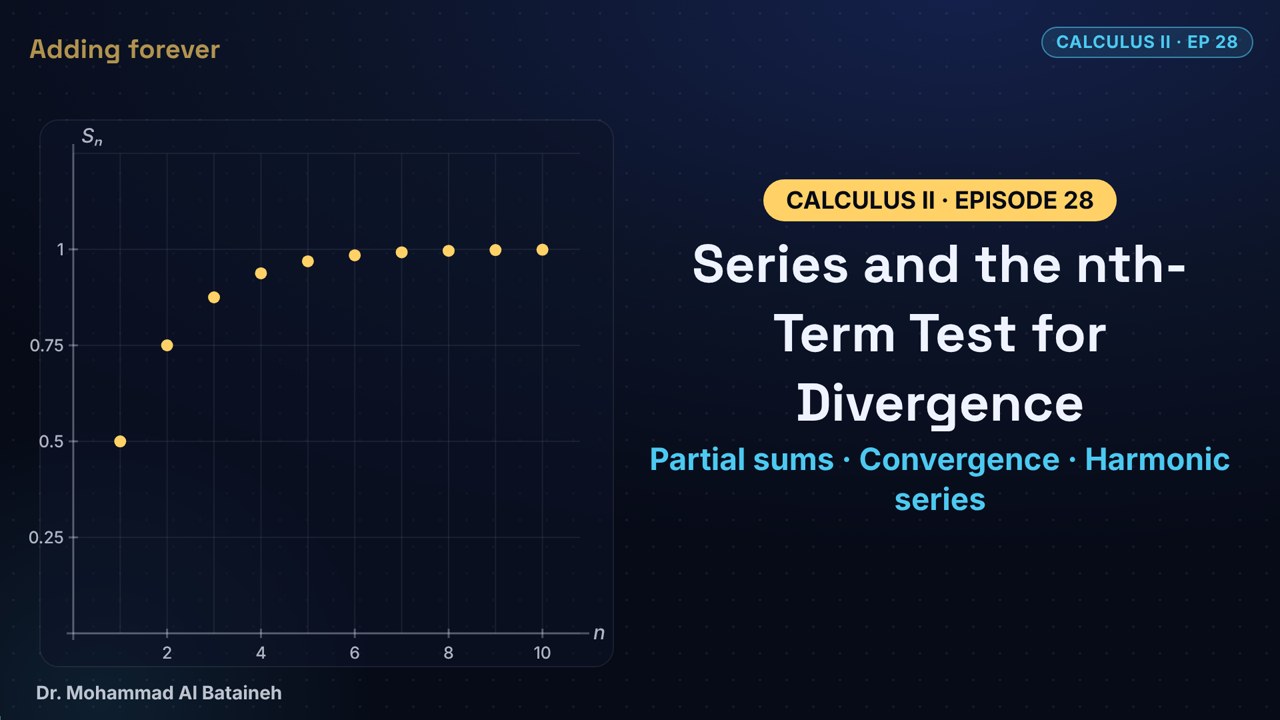 Adding forever
CALCULUS II · EP 28
Sₙ
1
0.75
0.5
0.25
2 4 6 8 10
n
CALCULUS II · EPISODE 28
Series and the nth-
Term Test for
Divergence
Partial sums · Convergence · Harmonic
series
Dr. Mohammad Al Bataineh